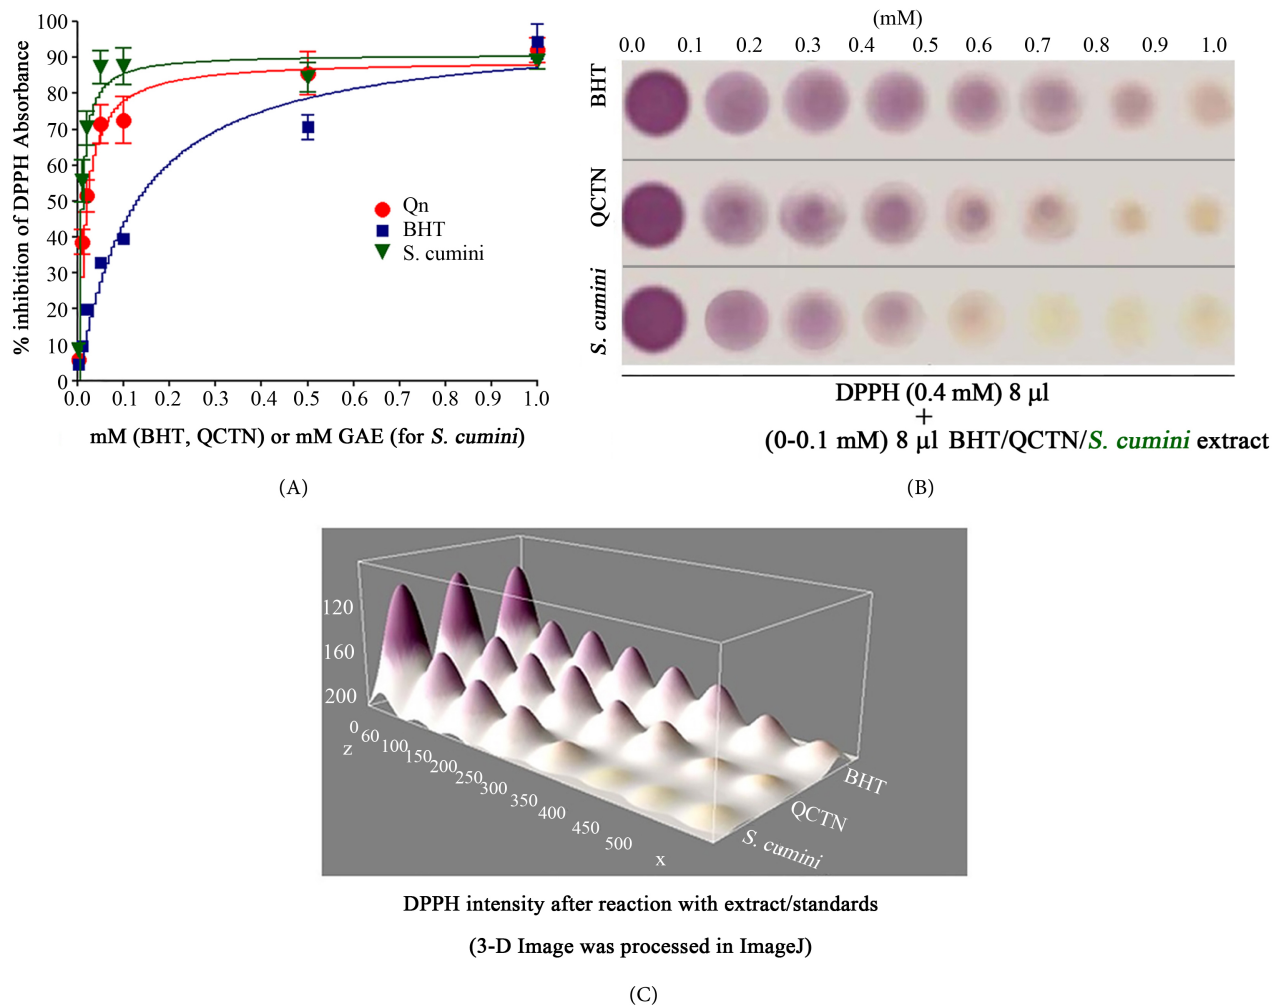 100
90
80
70
60
50
40
30
20
10
0
% inhibition of DPPH Absorbance
0.0 0.1 0.2 0.3 0.4 0.5 0.6 0.7 0.8 0.9 1.0
mM (BHT, QCTN) or mM GAE (for S. cumini)
Qn
BHT
S. cumini
(A)
(mM)
0.0 0.1 0.2 0.3 0.4 0.5 0.6 0.7 0.8 0.9 1.0
BHT
QCTN
S. cumini
DPPH (0.4 mM) 8 µl
+
(0-0.1 mM) 8 µl BHT/QCTN/S. cumini extract
(B)
120
160
200
0 60 100 150 200 250 300 350 400 450 500
z
x
BHT
QCTN
S. cumini
DPPH intensity after reaction with extract/standards
(3-D Image was processed in ImageJ)
(C)